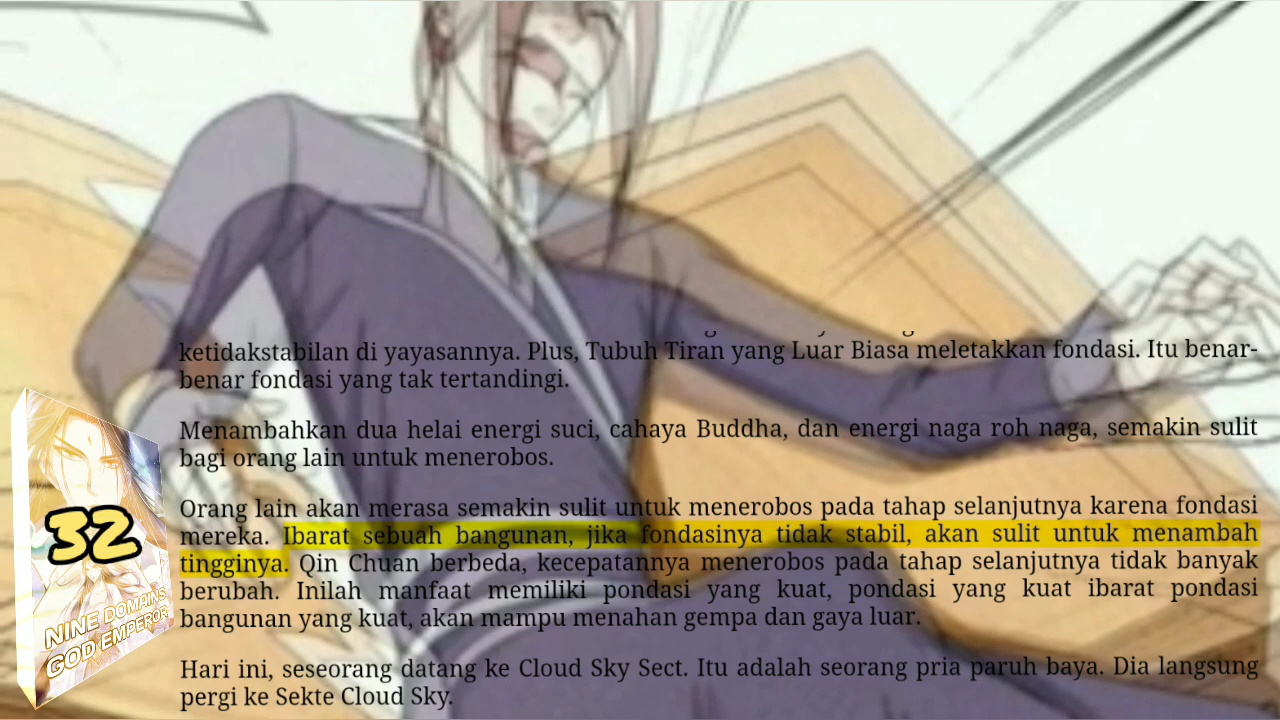 ketidakstabilan di yayasannya. Plus, Tubuh Tiran yang Luar Biasa meletakkan fondasi. Itu benar-
benar fondasi yang tak tertandingi.
Menambahkan dua helai energi suci, cahaya Buddha, dan energi naga roh naga, semakin sulit
bagi orang lain untuk menerobos.
Orang lain akan merasa semakin sulit untuk menerobos pada tahap selanjutnya karena fondasi
mereka. Ibarat sebuah bangunan, jika fondasinya tidak stabil, akan sulit untuk menambah
tingginya. Qin Chuan berbeda, kecepatannya menerobos pada tahap selanjutnya tidak banyak
berubah. Inilah manfaat memiliki pondasi yang kuat, pondasi yang kuat ibarat pondasi
bangunan yang kuat, akan mampu menahan gempa dan gaya luar.
Hari ini, seseorang datang ke Cloud Sky Sect. Itu adalah seorang pria paruh baya. Dia langsung
pergi ke Sekte Cloud Sky.
32
NINE DOMAINS
GOD EMPEROR